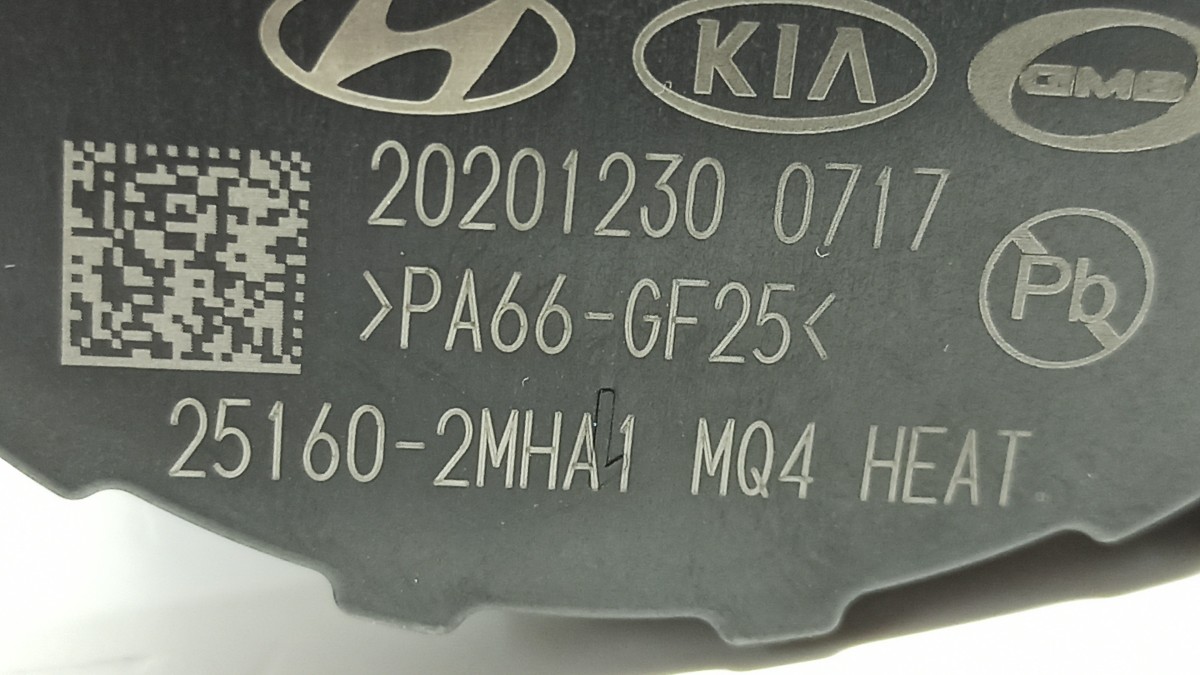 KIA GMB
20201230 0717
>PA66-GF25<
Pb
25160-2MHA1 MQ4 HEAT